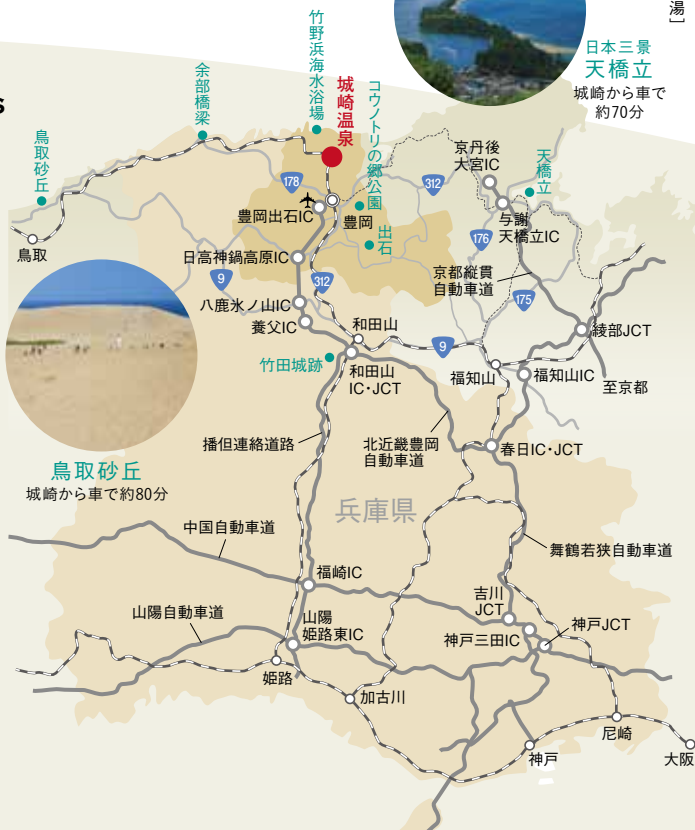 湯］
日本三景
天橋立
城崎から車で
約70分
s
竹野浜海水浴場
余部橋梁
城崎温泉
コウノトリの郷公園
鳥取砂丘
京丹後
大宮IC
天橋立
178
312
豊岡出石IC
豊岡
与謝
天橋立IC
出石
176
鳥取
日高神鍋高原IC
9
312
京都縦貫
自動車道
175
八鹿氷ノ山IC
養父IC
和田山
9
綾部JCT
竹田城跡
和田山
IC・JCT
福知山
福知山IC
至京都
播但連絡道路
北近畿豊岡
自動車道
春日IC・JCT
鳥取砂丘
城崎から車で約80分
兵庫県
中国自動車道
舞鶴若狭自動車道
福崎IC
吉川
JCT
山陽自動車道
山陽
姫路東IC
神戸三田IC
神戸JCT
姫路
加古川
尼崎
神戸
大阪